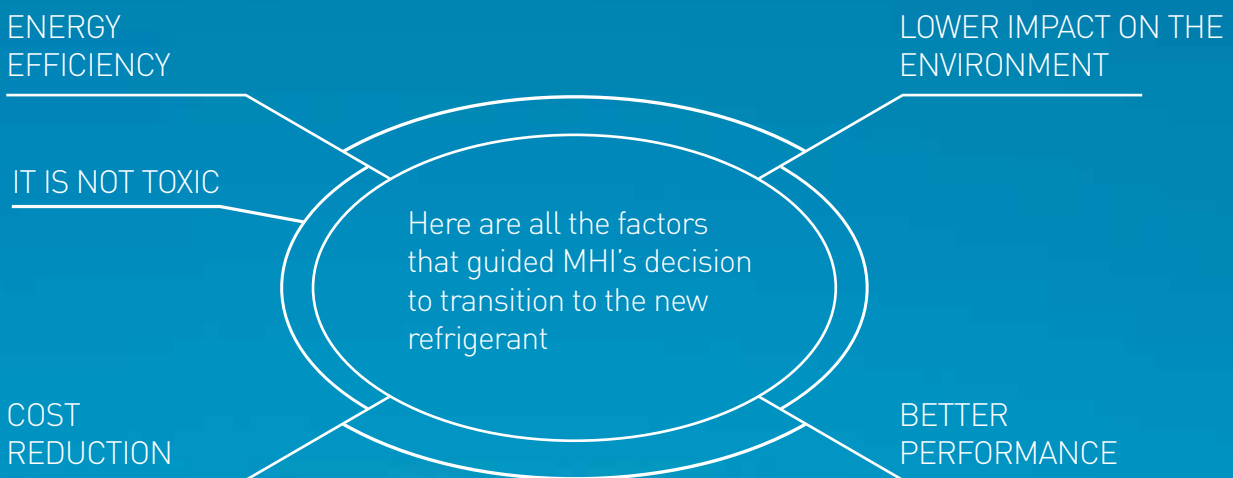 ENERGY
EFFICIENCY
LOWER IMPACT ON THE
ENVIRONMENT
IT IS NOT TOXIC
Here are all the factors
that guided MHI's decision
to transition to the new
refrigerant
COST
REDUCTION
BETTER
PERFORMANCE